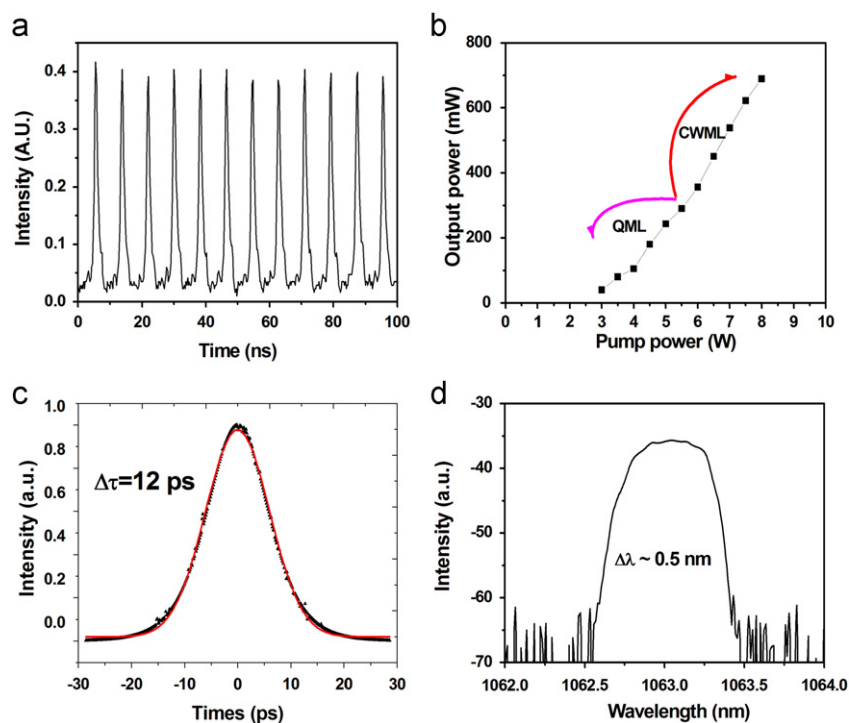 a
Intensity (A.U.)
0.4
0.3
0.2
0.1
0.0
0 20 40 60 80 100
Time (ns)
b
Output power (mW)
800
600
400
200
0
CWML
QML
0 1 2 3 4 5 6 7 8 9 10
Pump power (W)
c
Intensity (a.u.)
1.0
0.8
0.6
0.4
0.2
0.0
Δτ=12 ps
-30 -20 -10 0 10 20 30
Times (ps)
d
Intensity (a.u.)
-30
-40
-50
-60
-70
Δλ ~ 0.5 nm
1062.0 1062.5 1063.0 1063.5 1064.0
Wavelength (nm)